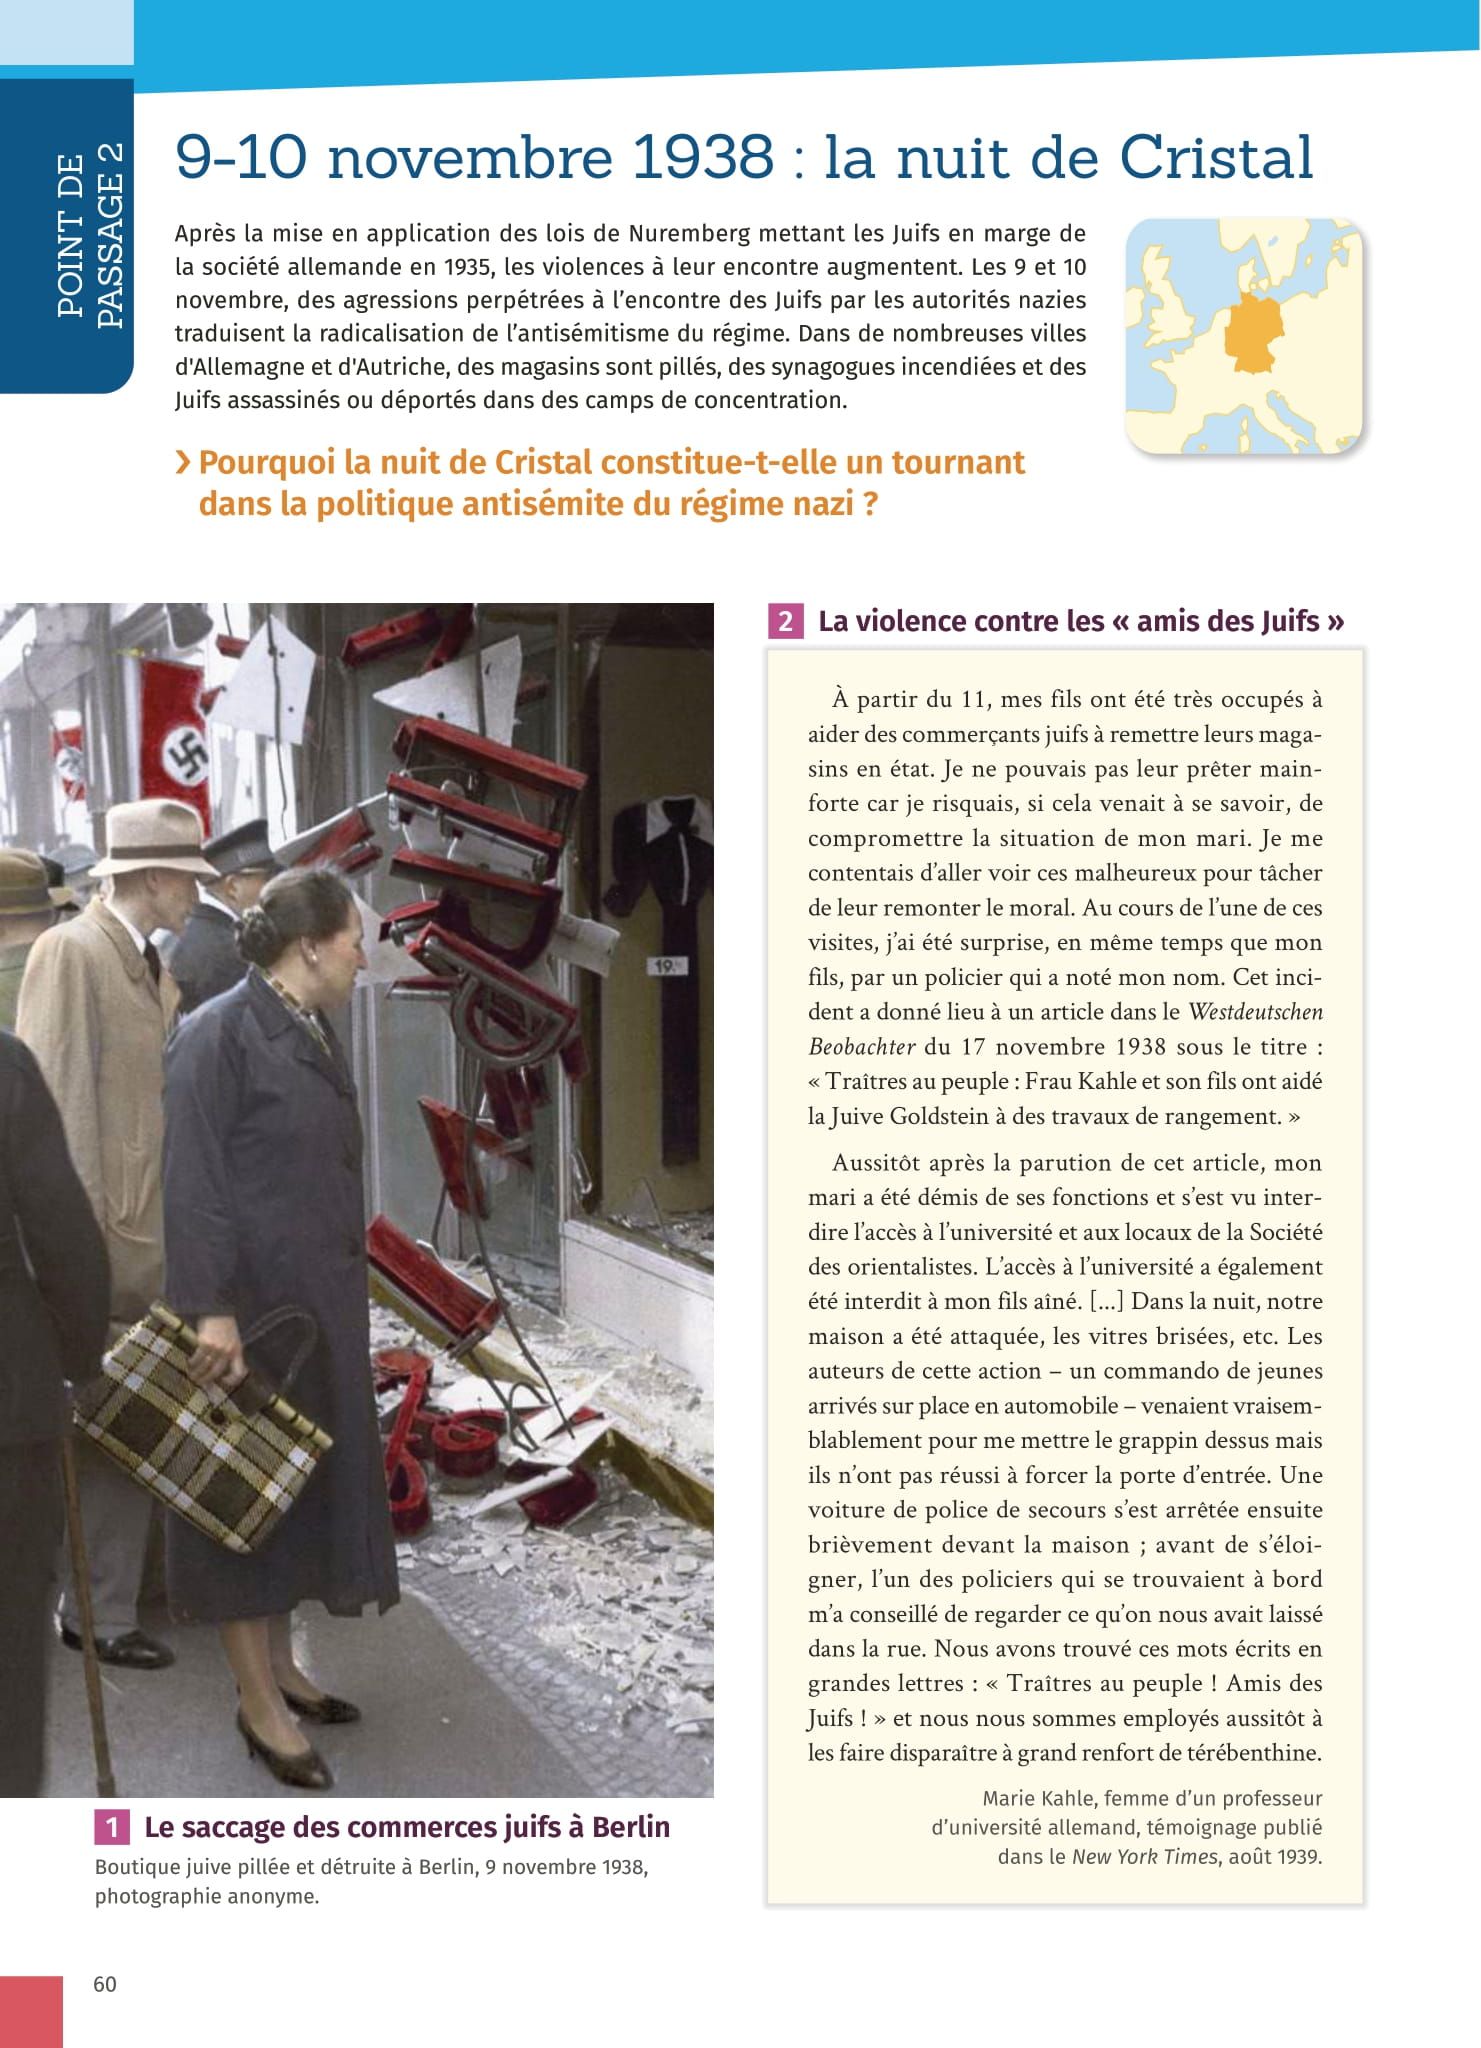 POINT DE
PASSAGE 2
9-10 novembre 1938 : la nuit de Cristal
Après la mise en application des lois de Nuremberg mettant les Juifs en marge de
la société allemande en 1935, les violences à leur encontre augmentent. Les 9 et 10
novembre, des agressions perpétrées à l'encontre des Juifs par les autorités nazies
traduisent la radicalisation de l'antisémitisme du régime. Dans de nombreuses villes
d'Allemagne et d'Autriche, des magasins sont pillés, des synagogues incendiées et des
Juifs assassinés ou déportés dans des camps de concentration.
› Pourquoi la nuit de Cristal constitue-t-elle un tournant
dans la politique antisémite du régime nazi ?
19.
1 Le saccage des commerces juifs à Berlin
Boutique juive pillée et détruite à Berlin, 9 novembre 1938,
photographie anonyme.
2 La violence contre les « amis des Juifs »
À partir du 11, mes fils ont été très occupés à
aider des commerçants juifs à remettre leurs maga-
sins en état. Je ne pouvais pas leur prêter main-
forte car je risquais, si cela venait à se savoir, de
compromettre la situation de mon mari. Je me
contentais d'aller voir ces malheureux pour tâcher
de leur remonter le moral. Au cours de l'une de ces
visites, j'ai été surprise, en même temps que mon
fils, par un policier qui a noté mon nom. Cet inci-
dent a donné lieu à un article dans le Westdeutschen
Beobachter du 17 novembre 1938 sous le titre :
« Traîtres au peuple : Frau Kahle et son fils ont aidé
la Juive Goldstein à des travaux de rangement. »
Aussitôt après la parution de cet article, mon
mari a été démis de ses fonctions et s'est vu inter-
dire l'accès à l'université et aux locaux de la Société
des orientalistes. L'accès à l'université a également
été interdit à mon fils aîné. [...] Dans la nuit, notre
maison a été attaquée, les vitres brisées, etc. Les
auteurs de cette action – un commando de jeunes
arrivés sur place en automobile – venaient vraisem-
blablement pour me mettre le grappin dessus mais
ils n'ont pas réussi à forcer la porte d'entrée. Une
voiture de police de secours s'est arrêtée ensuite
brièvement devant la maison ; avant de s'éloi-
gner, l'un des policiers qui se trouvaient à bord
m'a conseillé de regarder ce qu'on nous avait laissé
dans la rue. Nous avons trouvé ces mots écrits en
grandes lettres : « Traîtres au peuple ! Amis des
Juifs ! » et nous nous sommes employés aussitôt à
les faire disparaître à grand renfort de térébenthine.
Marie Kahle, femme d'un professeur
d'université allemand, témoignage publié
dans le New York Times, août 1939.
60